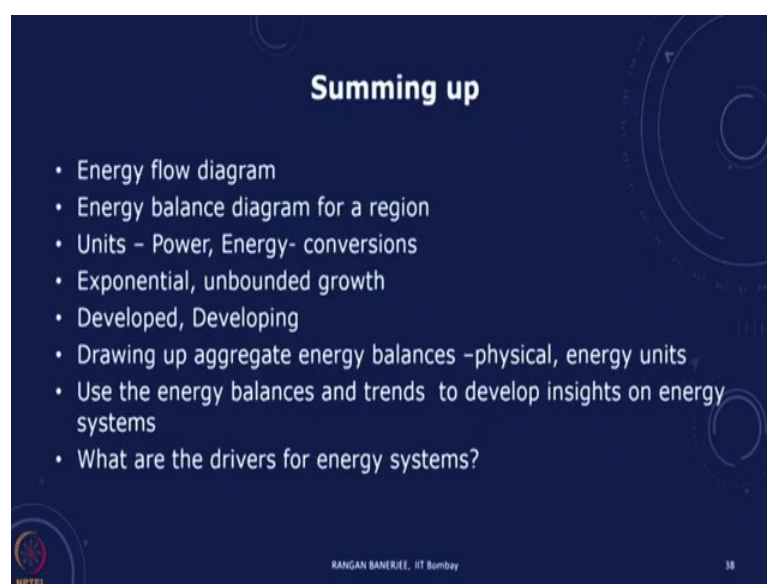 Summing up
• Energy flow diagram
• Energy balance diagram for a region
• Units – Power, Energy- conversions
• Exponential, unbounded growth
• Developed, Developing
• Drawing up aggregate energy balances –physical, energy units
• Use the energy balances and trends to develop insights on energy
systems
• What are the drivers for energy systems?
NPTEL
RANGAN BANERJEE, IIT Bombay
38